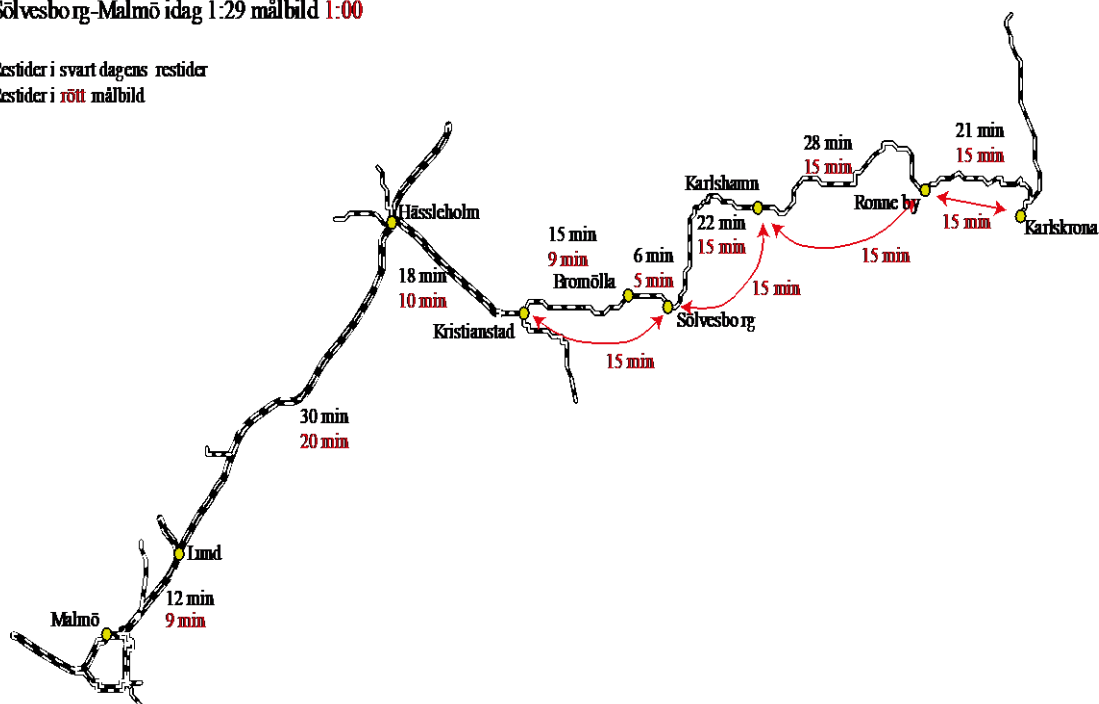 Sölvesborg-Malmö idag 1:29 målbild 1:00
Restider i svart dagens restider
Restider i rött målbild
21 min
15 min
28 min
15 min
Karlshamn
Ronneby
Karlskrona
15 min
22 min
15 min
15 min
15 min
Hässleholm
15 min
9 min
6 min
5 min
Bromölla
18 min
10 min
Sölvesborg
Kristianstad
15 min
30 min
20 min
Lund
12 min
9 min
Malmö